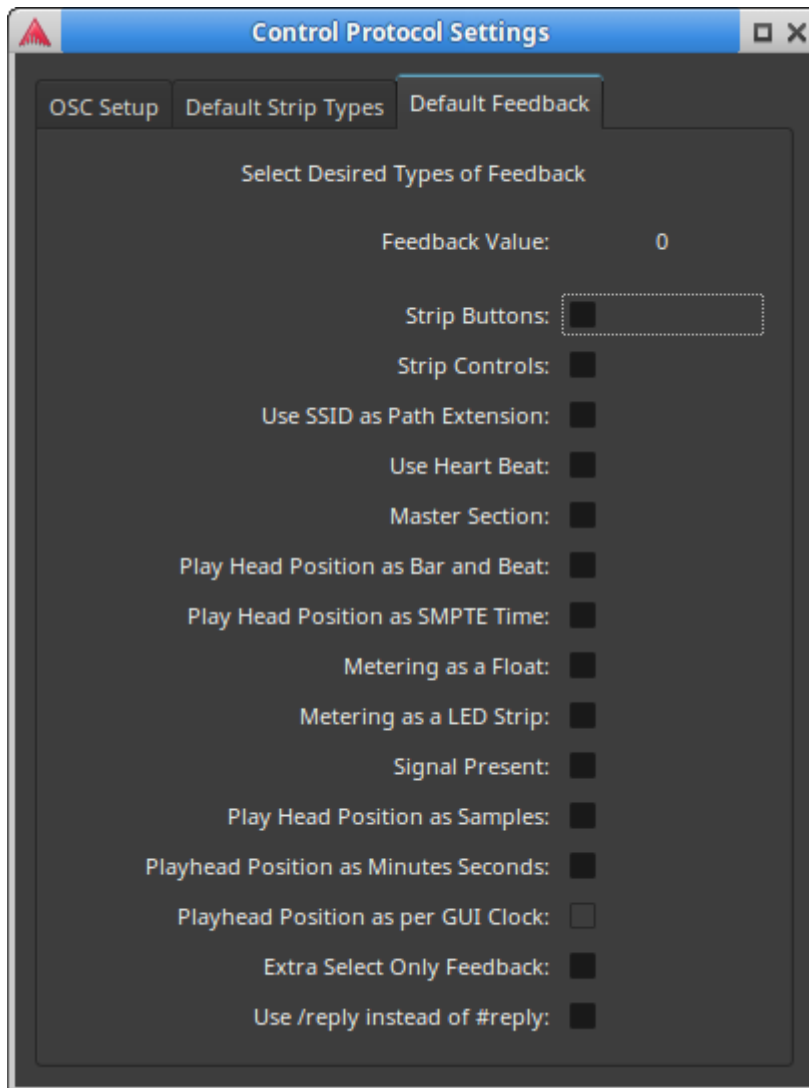 Control Protocol Settings
OSC Setup Default Strip Types Default Feedback
Select Desired Types of Feedback
Feedback Value: 0
Strip Buttons:
Strip Controls:
Use SSID as Path Extension:
Use Heart Beat:
Master Section:
Play Head Position as Bar and Beat:
Play Head Position as SMPTE Time:
Metering as a Float:
Metering as a LED Strip:
Signal Present:
Play Head Position as Samples:
Playhead Position as Minutes Seconds:
Playhead Position as per GUI Clock:
Extra Select Only Feedback:
Use /reply instead of #reply: